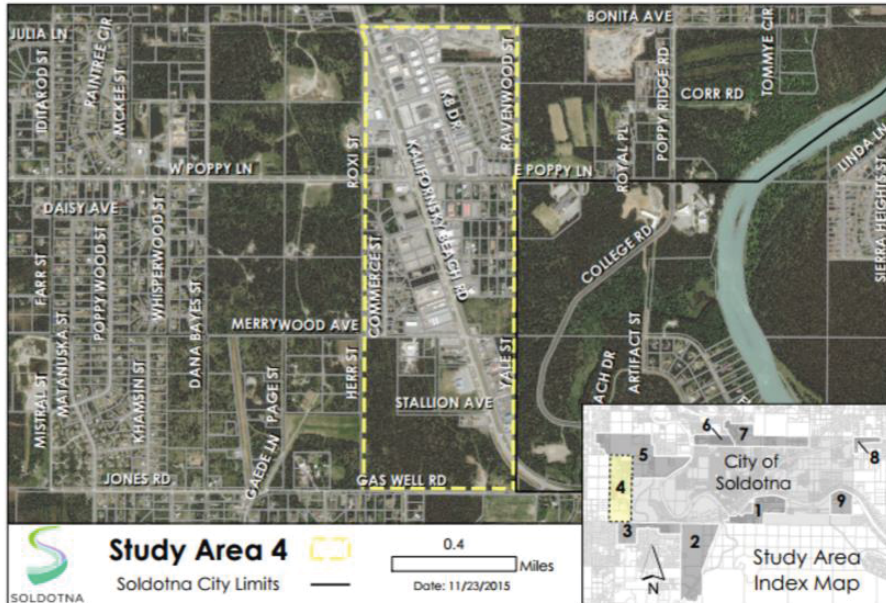 BONITA AVE
JULIA LN
IDITAROD ST
RAINTREE CIR
MCKEE ST
RAVENWOOD ST
K B DR
POPPY RIDGE RD
TOMMYE CIR
CORR RD
ROYAL PL
LINDA LN
W POPPY LN
ROXI ST
KALIFORNSKY BEACH RD
E POPPY LN
DAISY AVE
FARR ST
POPPY WOOD ST
WHISPERWOOD ST
COLLEGE RD
SIERRA HEIGHTS ST
COMMERCE ST
MERRYWOOD AVE
MATANUSKA ST
DANA BAYES ST
MISTRAL ST
KHAMSIN ST
PAGE ST
HERR ST
YALE ST
ACH DR
ARTIFACT ST
STALLION AVE
GAEDE LN
JONES RD
GAS WELL RD
6
7
8
5
City of
Soldotna
4
9
1
3
2
N
Study Area
Index Map
SOLDOTNA
Study Area 4
Soldotna City Limits
0.4
Miles
Date: 11/23/2015